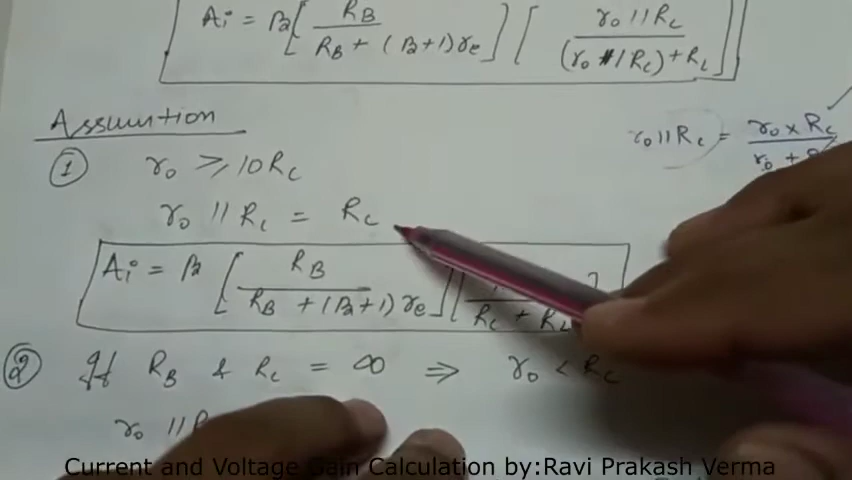 Ai = β [ RB / RB + (β+1) re ] [ ro // Rc / (ro // Rc) + RL ]
Assumtion
ro // Rc = ro × Rc / ro +
① ro ≥ 10 Rc
ro // Rc = Rc
Ai = β [ RB / RB + (β+1) re ] [ / Rc + RL
② If RB & Rc = ∞ ⇒ ro < Rc
ro //
Current and Voltage Gain Calculation by:Ravi Prakash Verma